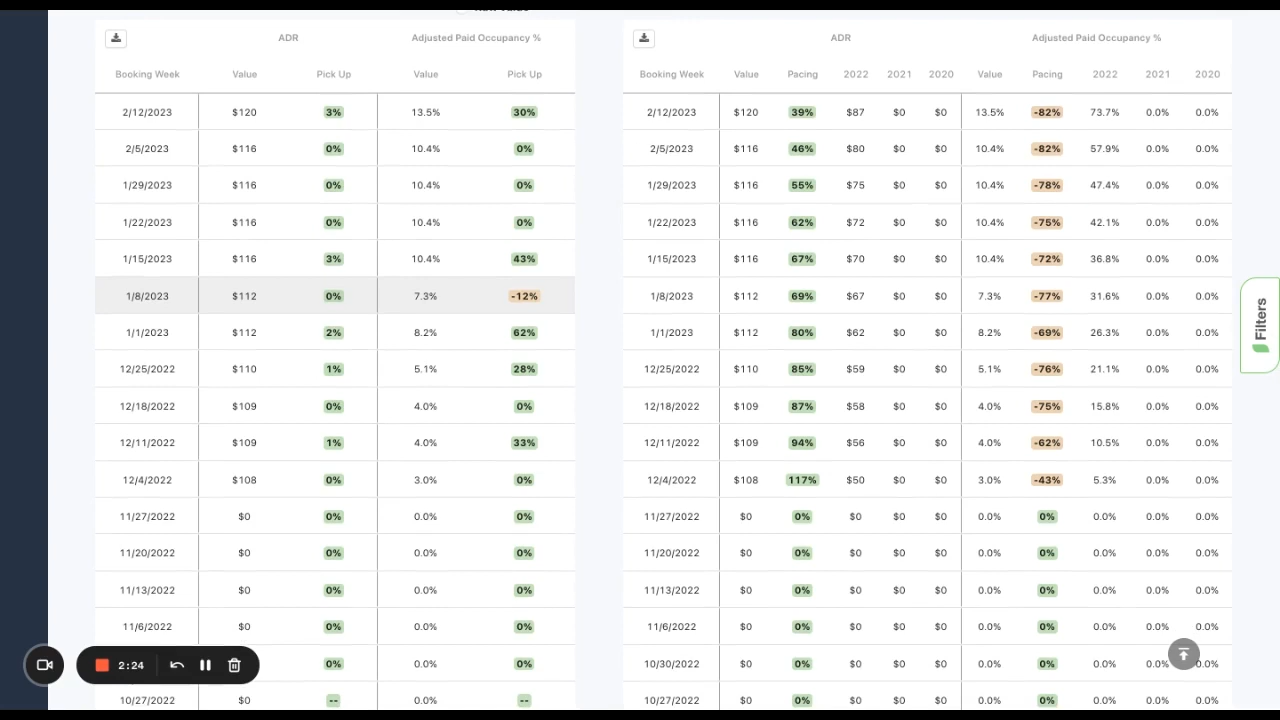 ADR Adjusted Paid Occupancy %
Booking Week Value Pick Up Value Pick Up
2/12/2023 $120 3% 13.5% 30%
2/5/2023 $116 0% 10.4% 0%
1/29/2023 $116 0% 10.4% 0%
1/22/2023 $116 0% 10.4% 0%
1/15/2023 $116 3% 10.4% 43%
1/8/2023 $112 0% 7.3% -12%
1/1/2023 $112 2% 8.2% 62%
12/25/2022 $110 1% 5.1% 28%
12/18/2022 $109 0% 4.0% 0%
12/11/2022 $109 1% 4.0% 33%
12/4/2022 $108 0% 3.0% 0%
11/27/2022 $0 0% 0.0% 0%
11/20/2022 $0 0% 0.0% 0%
11/13/2022 $0 0% 0.0% 0%
11/6/2022 $0 0% 0.0% 0%
0% 0.0% 0%
10/27/2022 $0 -- 0.0% --
ADR Adjusted Paid Occupancy %
Booking Week Value Pacing 2022 2021 2020 Value Pacing 2022 2021 2020
2/12/2023 $120 39% $87 $0 $0 13.5% -82% 73.7% 0.0% 0.0%
2/5/2023 $116 46% $80 $0 $0 10.4% -82% 57.9% 0.0% 0.0%
1/29/2023 $116 55% $75 $0 $0 10.4% -78% 47.4% 0.0% 0.0%
1/22/2023 $116 62% $72 $0 $0 10.4% -75% 42.1% 0.0% 0.0%
1/15/2023 $116 67% $70 $0 $0 10.4% -72% 36.8% 0.0% 0.0%
1/8/2023 $112 69% $67 $0 $0 7.3% -77% 31.6% 0.0% 0.0%
1/1/2023 $112 80% $62 $0 $0 8.2% -69% 26.3% 0.0% 0.0%
12/25/2022 $110 85% $59 $0 $0 5.1% -76% 21.1% 0.0% 0.0%
12/18/2022 $109 87% $58 $0 $0 4.0% -75% 15.8% 0.0% 0.0%
12/11/2022 $109 94% $56 $0 $0 4.0% -62% 10.5% 0.0% 0.0%
12/4/2022 $108 117% $50 $0 $0 3.0% -43% 5.3% 0.0% 0.0%
11/27/2022 $0 0% $0 $0 $0 0.0% 0% 0.0% 0.0% 0.0%
11/20/2022 $0 0% $0 $0 $0 0.0% 0% 0.0% 0.0% 0.0%
11/13/2022 $0 0% $0 $0 $0 0.0% 0% 0.0% 0.0% 0.0%
11/6/2022 $0 0% $0 $0 $0 0.0% 0% 0.0% 0.0% 0.0%
10/30/2022 $0 0% $0 $0 $0 0.0% 0% 0.0% 0.0% 0.0%
10/27/2022 $0 0% $0 $0 $0 0.0% 0% 0.0% 0.0% 0.0%
Filters
2:24